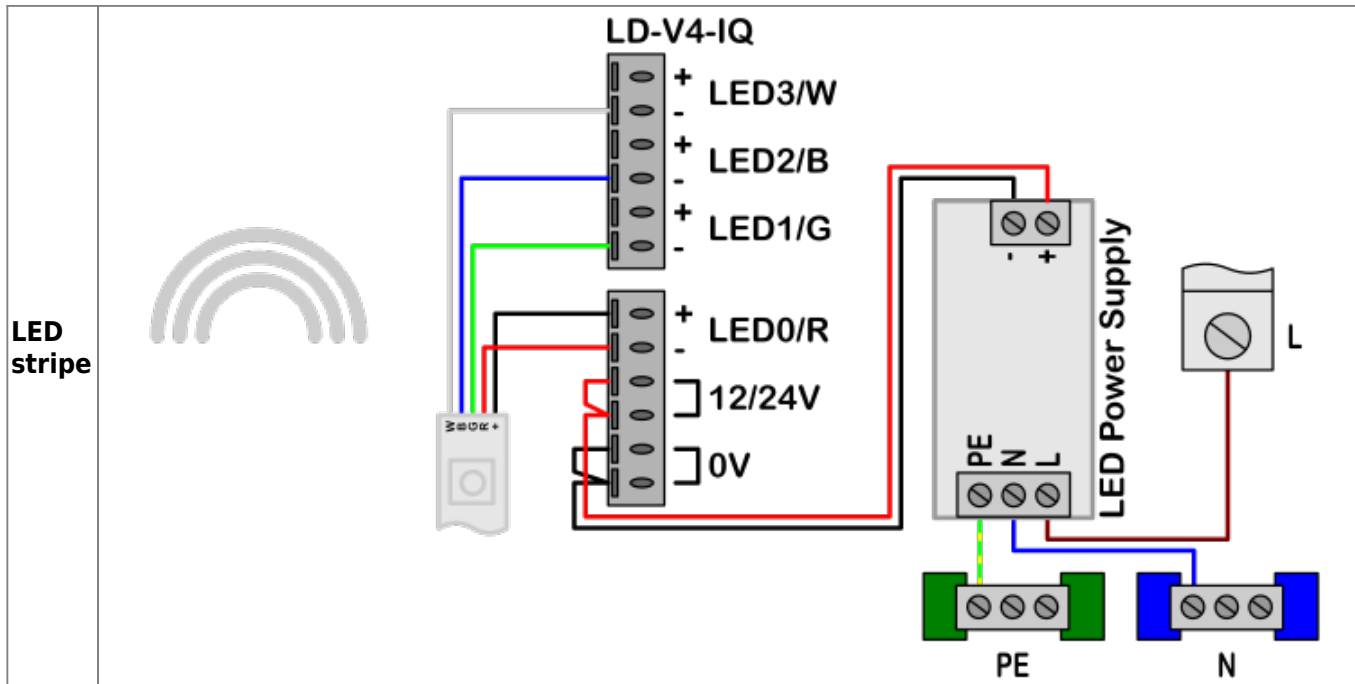 LD-V4-IQ
+
LED3/W
-
+
LED2/B
-
+
LED1/G
-
+
LED0/R
-
12/24V
0V
LED
stripe
W B G R +
- +
LED Power Supply
PE N L
L
PE
N